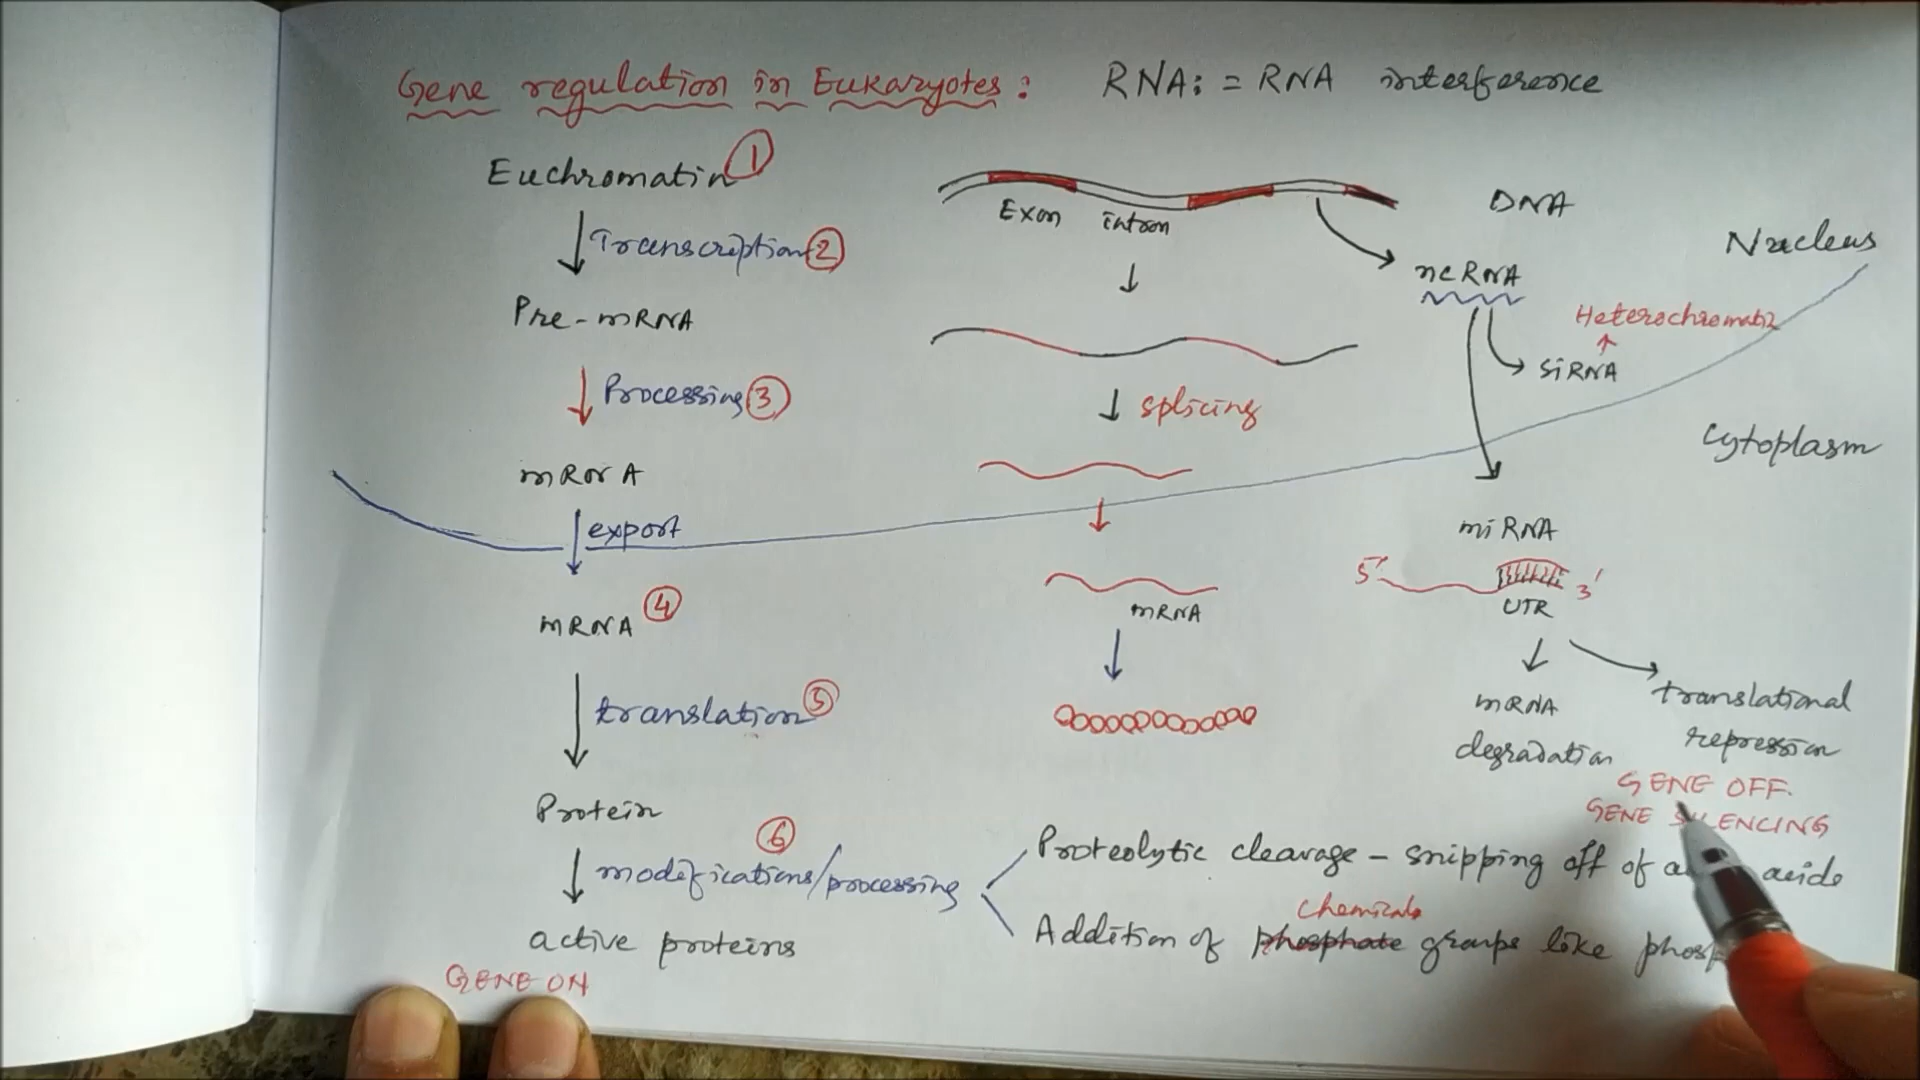 Gene regulation in Eukaryotes: RNAi = RNA interference
Euchromatin 1
Transcription 2
Pre-mRNA
Processing 3
mRNA
export
mRNA 4
translation 5
Protein
modifications/processing 6
active proteins
GENE ON
Exon intron
DNA
Nucleus
ncRNA
Heterochromatin
siRNA
splicing
Cytoplasm
miRNA
5' 3'
UTR
mRNA
mRNA
degradation
translational
repression
GENE OFF.
GENE SILENCING
Proteolytic cleavage - snipping off of acids
chemicals
Addition of phosphate groups like